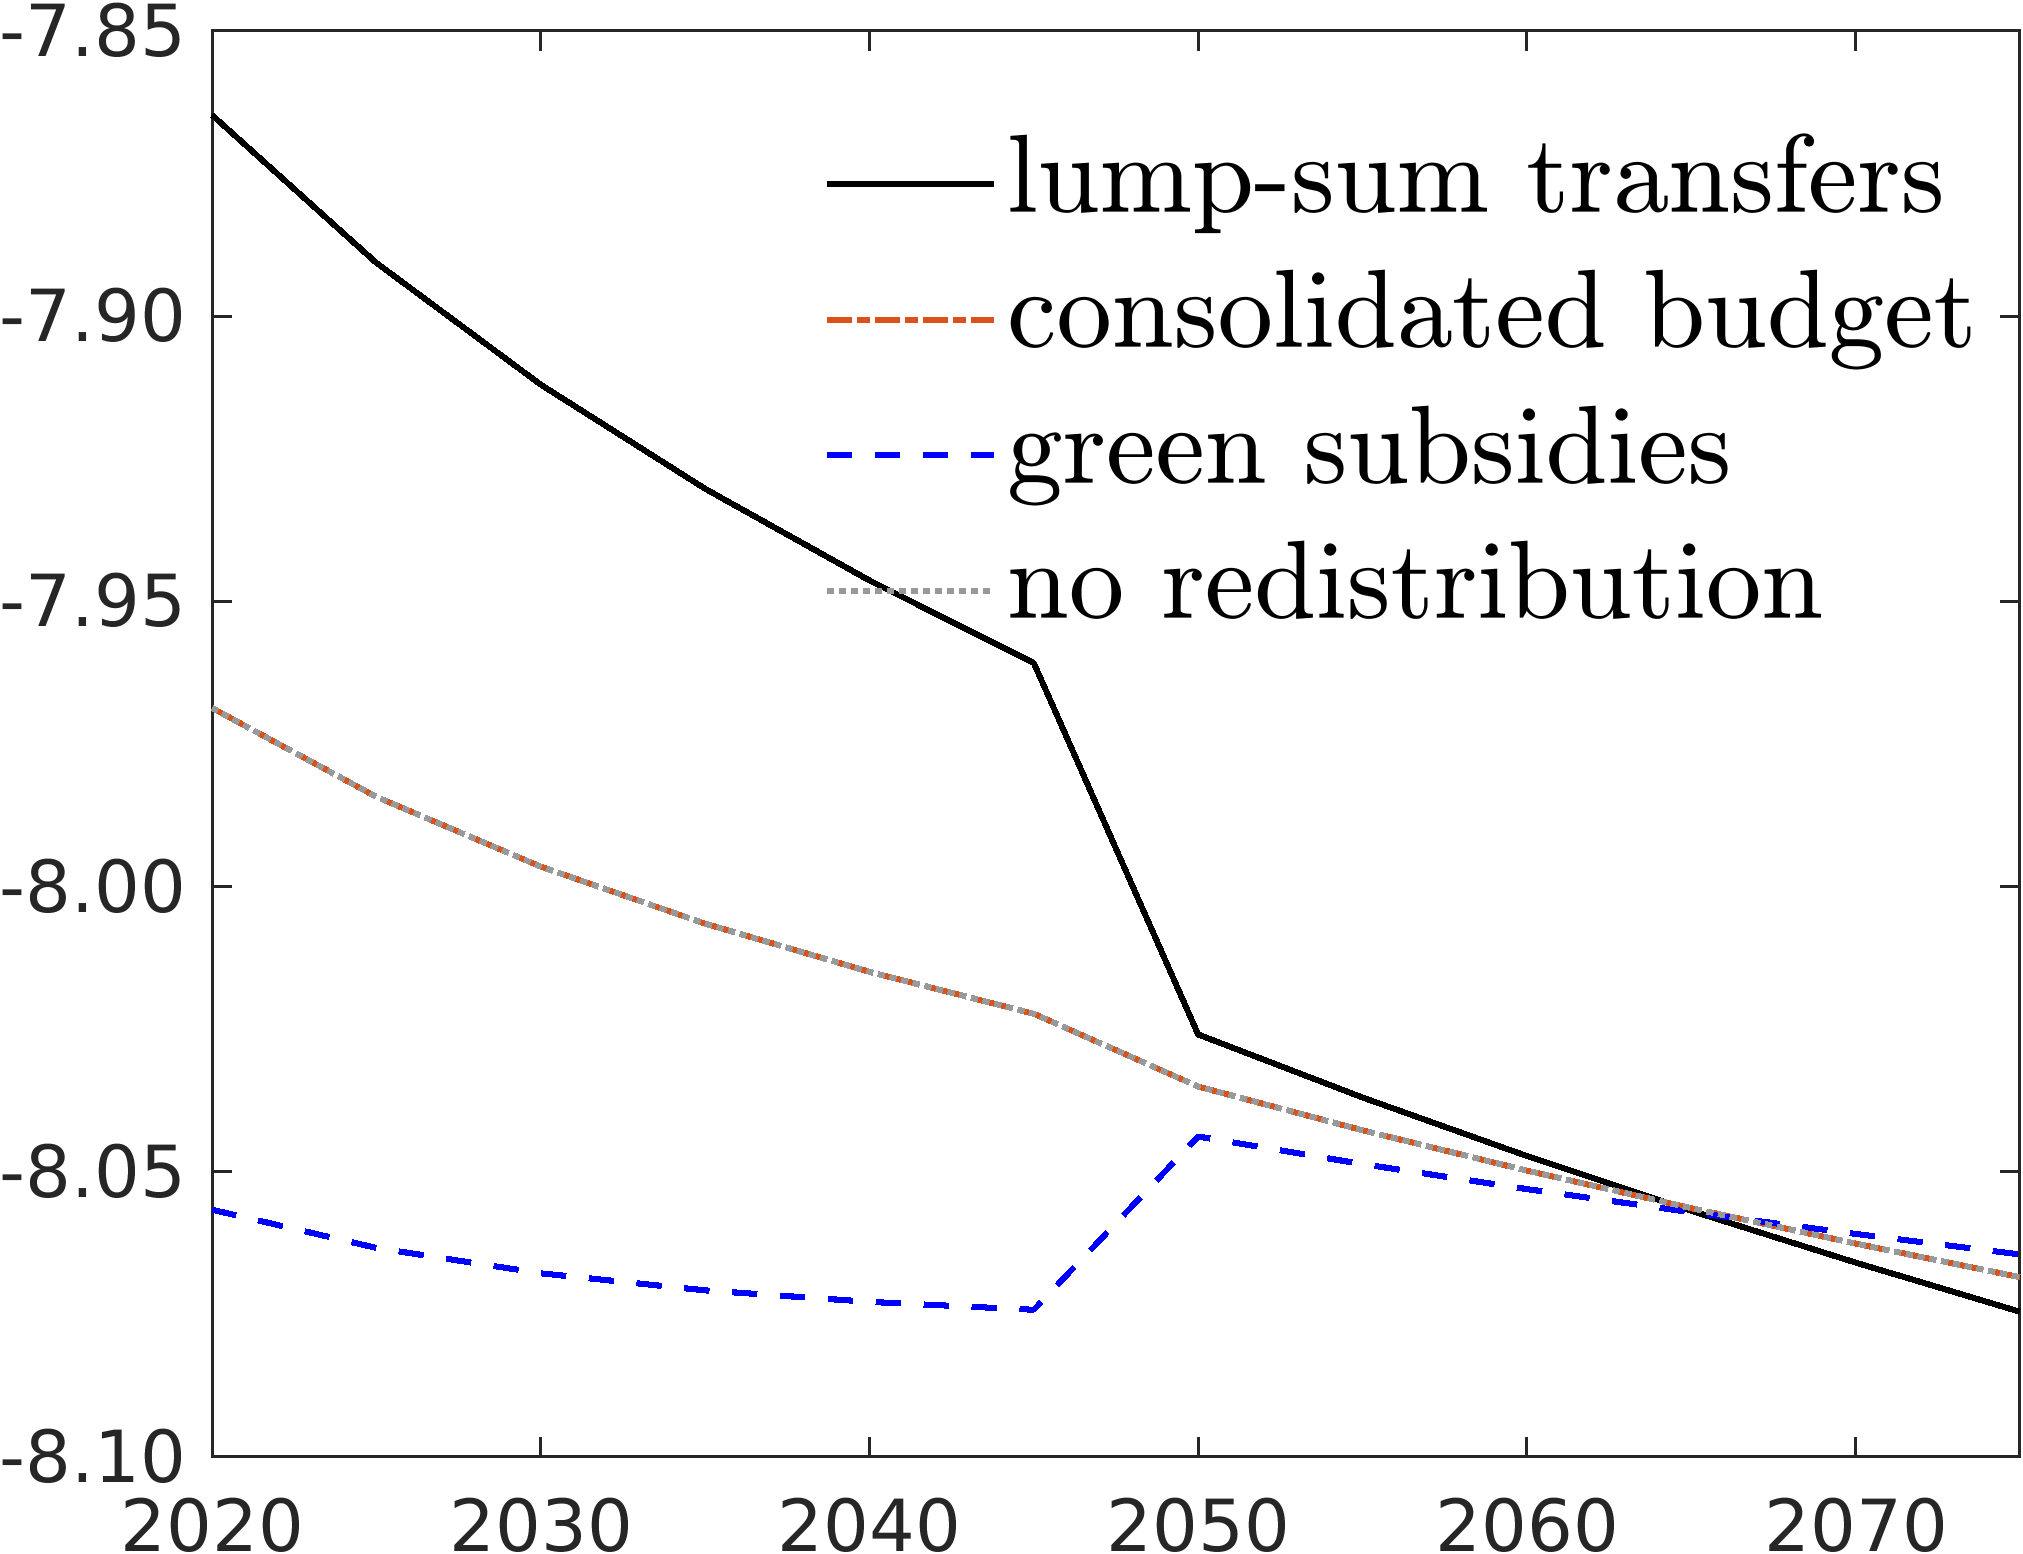 -7.85
-7.90
-7.95
-8.00
-8.05
-8.10
lump-sum transfers
consolidated budget
green subsidies
no redistribution
2020 2030 2040 2050 2060 2070